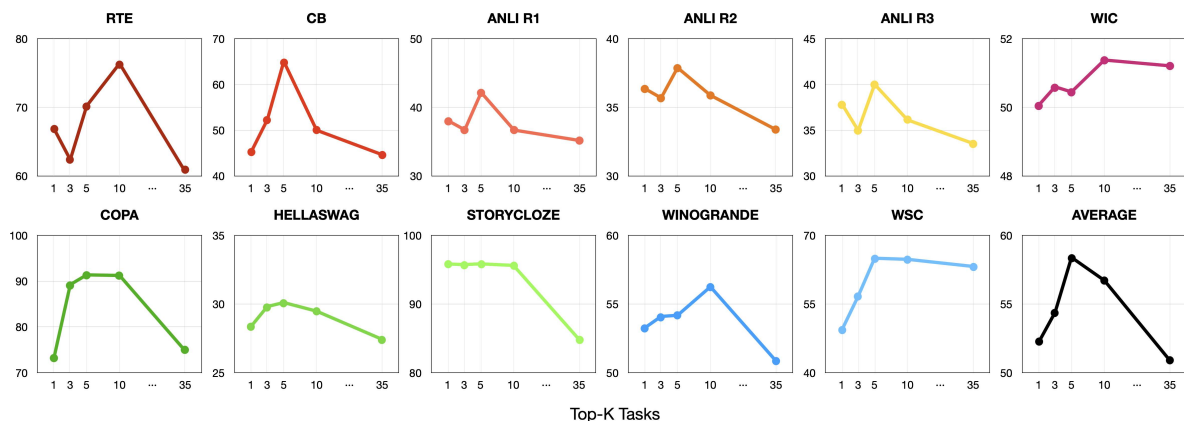 RTE CB ANLI R1 ANLI R2 ANLI R3 WIC
80 70 50 40 45 52
60 40
70 60 40 35 50
50 35
60 40 30 30 30 48
1 3 5 10 ... 35 1 3 5 10 ... 35 1 3 5 10 ... 35 1 3 5 10 ... 35 1 3 5 10 ... 35 1 3 5 10 ... 35
COPA HELLASWAG STORYCLOZE WINOGRANDE WSC AVERAGE
100 35 100 60 70 60
90
30 90 55 55 55
80
70 25 80 50 40 50
1 3 5 10 ... 35 1 3 5 10 ... 35 1 3 5 10 ... 35 1 3 5 10 ... 35 1 3 5 10 ... 35 1 3 5 10 ... 35
Top-K Tasks